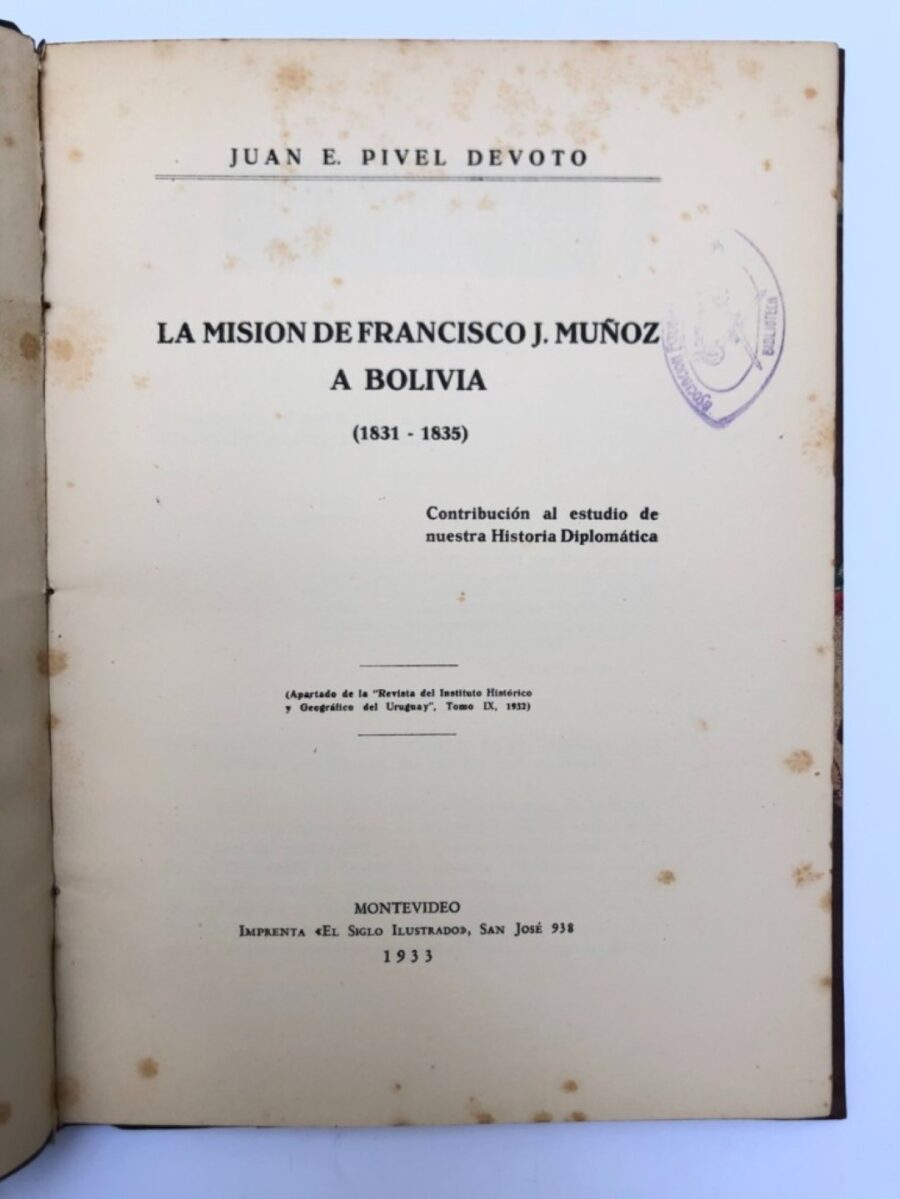 JUAN E. PIVEL DEVOTO
LA MISION DE FRANCISCO J. MUÑOZ
A BOLIVIA
(1831 - 1835)
BIBLIOTECA
Contribución al estudio de
nuestra Historia Diplomática
(Apartado de la "Revista del Instituto Histórico
y Geográfico del Uruguay", Tomo IX, 1932)
MONTEVIDEO
IMPRENTA «EL SIGLO ILUSTRADO», SAN JOSÉ 938
1933